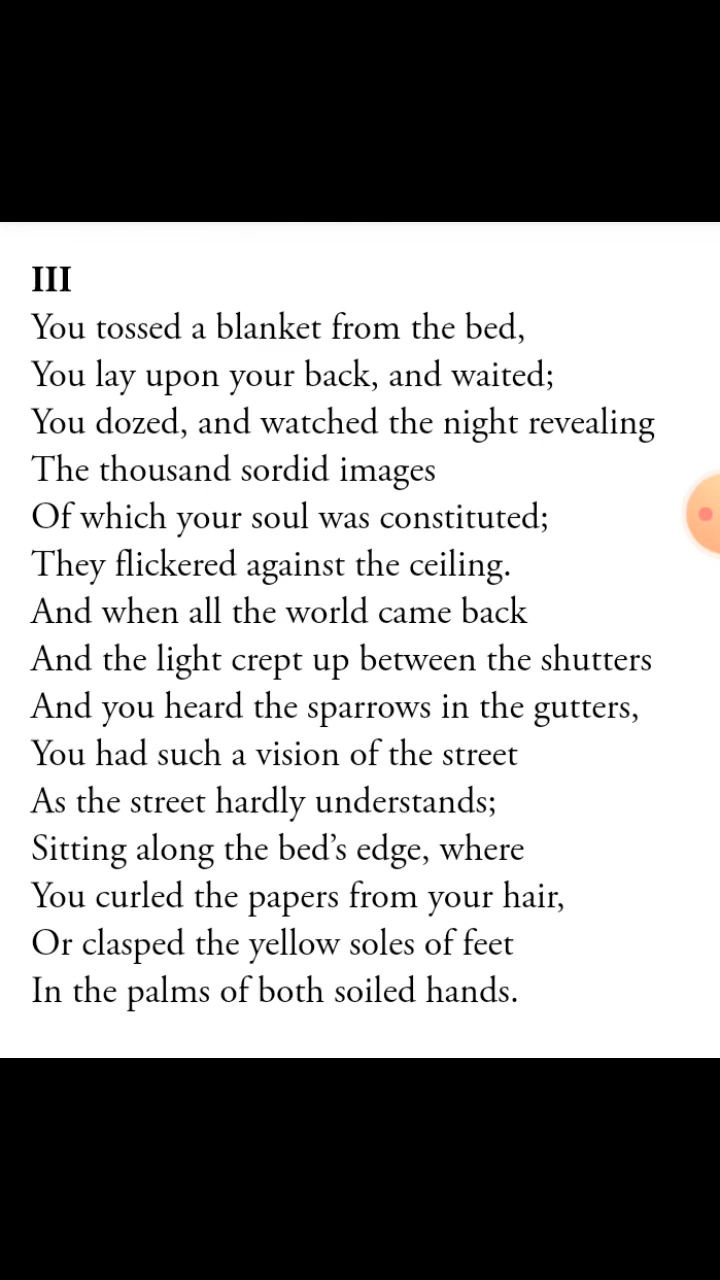 III
You tossed a blanket from the bed,
You lay upon your back, and waited;
You dozed, and watched the night revealing
The thousand sordid images
Of which your soul was constituted;
They flickered against the ceiling.
And when all the world came back
And the light crept up between the shutters
And you heard the sparrows in the gutters,
You had such a vision of the street
As the street hardly understands;
Sitting along the bed’s edge, where
You curled the papers from your hair,
Or clasped the yellow soles of feet
In the palms of both soiled hands.